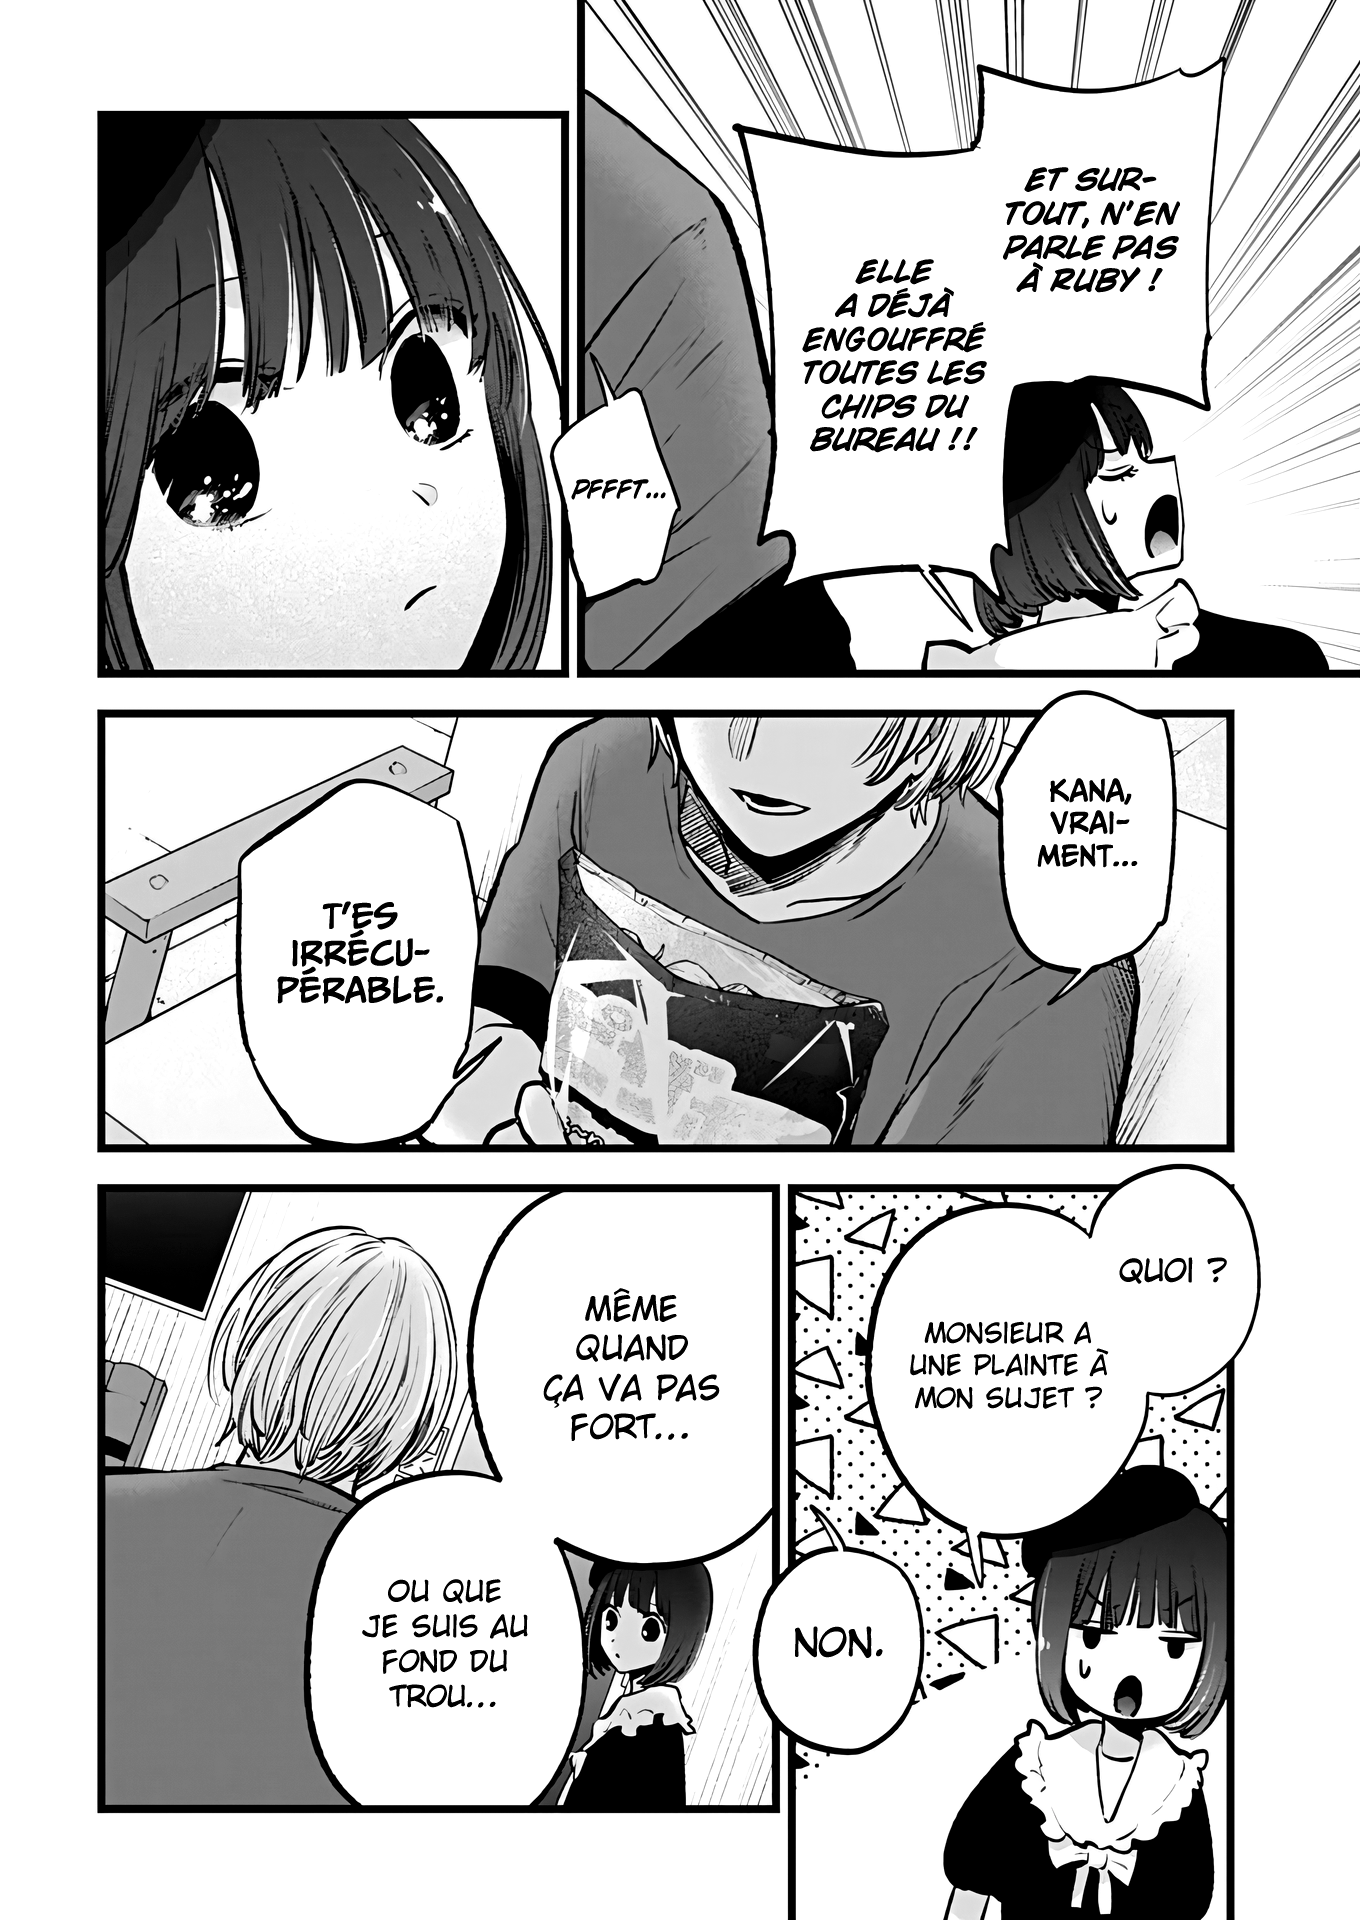 ET SUR-
TOUT, N'EN
PARLE PAS
À RUBY !
ELLE
A DÉJÀ
ENGOUFFRÉ
TOUTES LES
CHIPS DU
BUREAU !!
PFFFT...
KANA,
VRAI-
MENT...
T'ES
IRRÉCU-
PÉRABLE.
QUOI ?
MONSIEUR A
UNE PLAINTE À
MON SUJET ?
NON.
MÊME
QUAND
ÇA VA PAS
FORT...
OU QUE
JE SUIS AU
FOND DU
TROU...